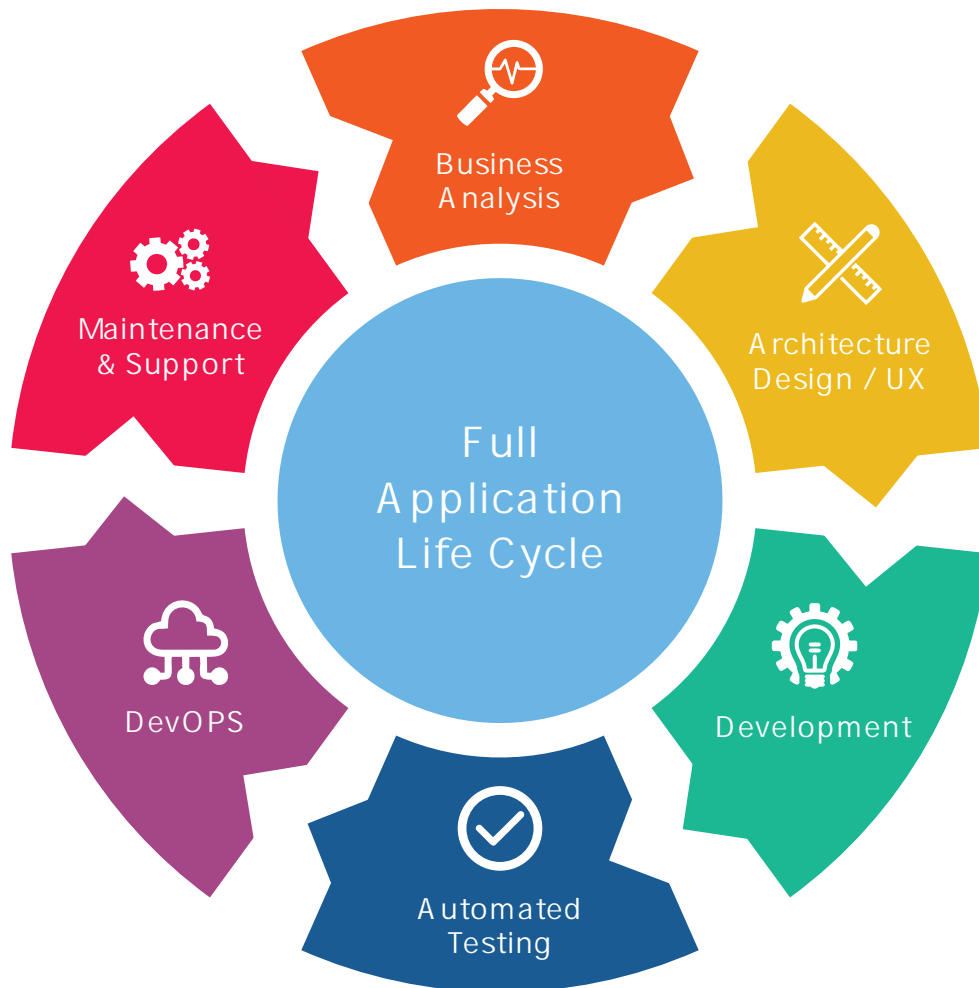 Business
Analysis
Architecture
Design / UX
Development
Automated
Testing
DevOPS
Maintenance
& Support
Full
Application
Life Cycle